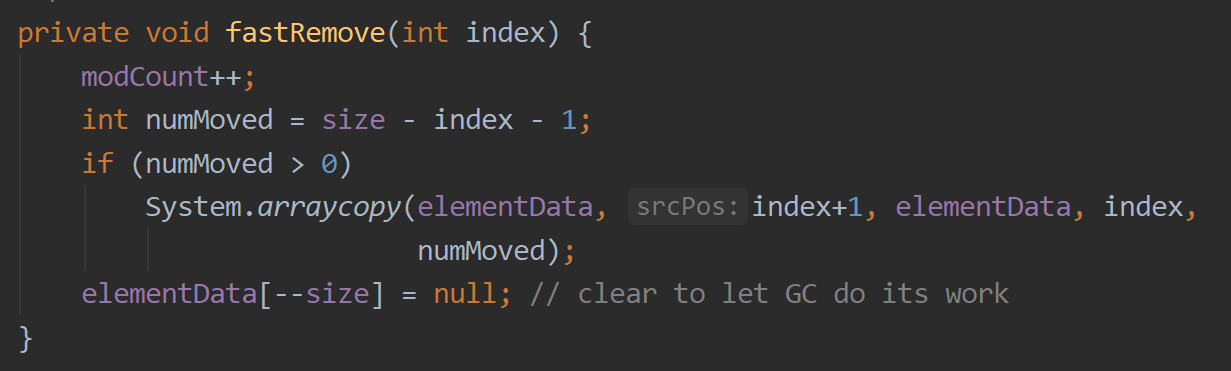 private void fastRemove(int index) {
    modCount++;
    int numMoved = size - index - 1;
    if (numMoved > 0)
        System.arraycopy(elementData, srcPos: index+1, elementData, index,
                         numMoved);
    elementData[--size] = null; // clear to let GC do its work
}